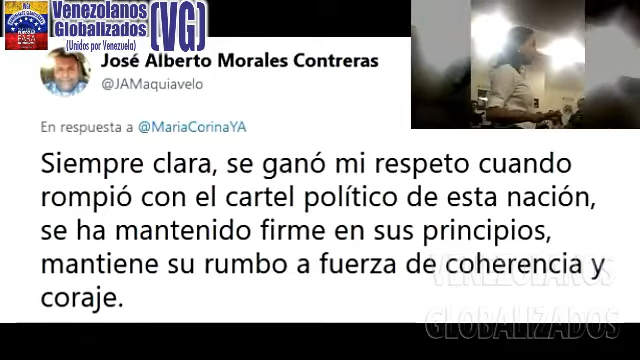 Venezolanos
Globalizados
(Unidos por Venezuela)
(VG)
José Alberto Morales Contreras
@JAMaquiavelo
En respuesta a @MariaCorinaYA
Siempre clara, se ganó mi respeto cuando
rompió con el cartel político de esta nación,
se ha mantenido firme en sus principios,
mantiene su rumbo a fuerza de coherencia y
coraje.
VENEZOLANOS
GLOBALIZADOS